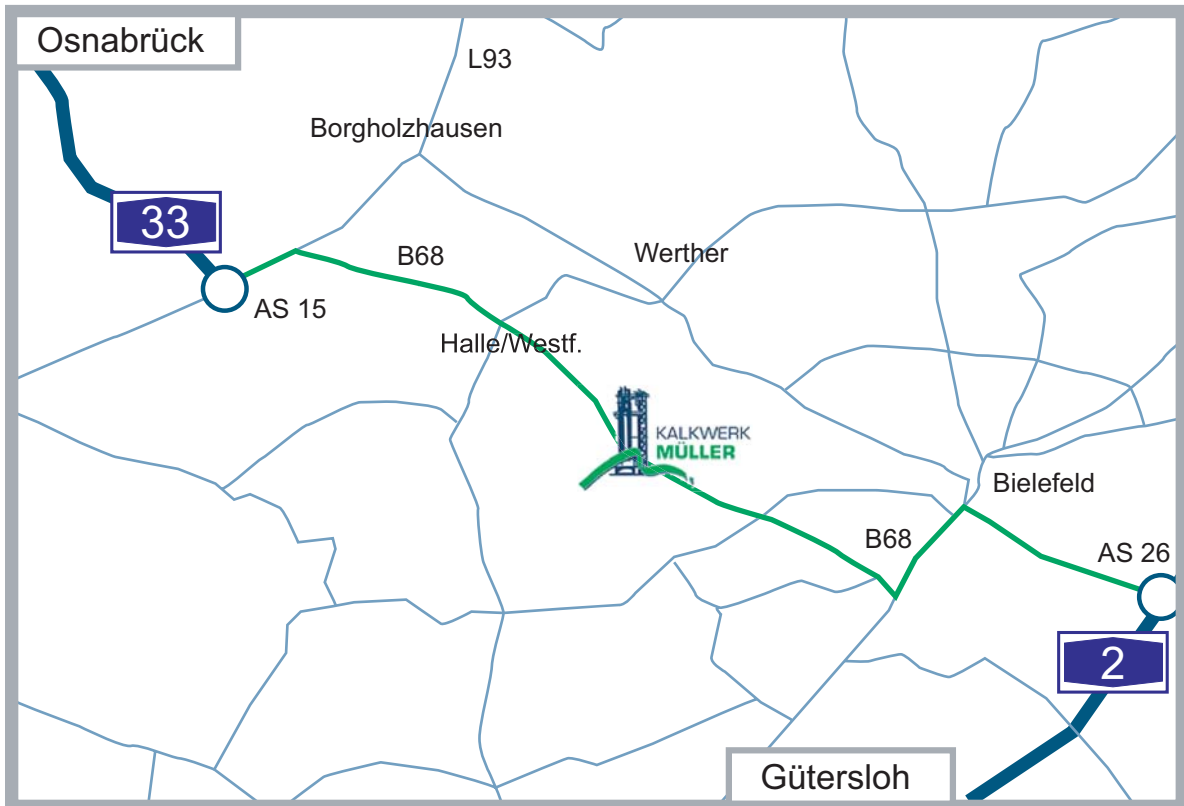 Osnabrück
L93
Borgholzhausen
33
B68
Werther
AS 15
Halle/Westf.
KALKWERK
MÜLLER
Bielefeld
B68
AS 26
2
Gütersloh